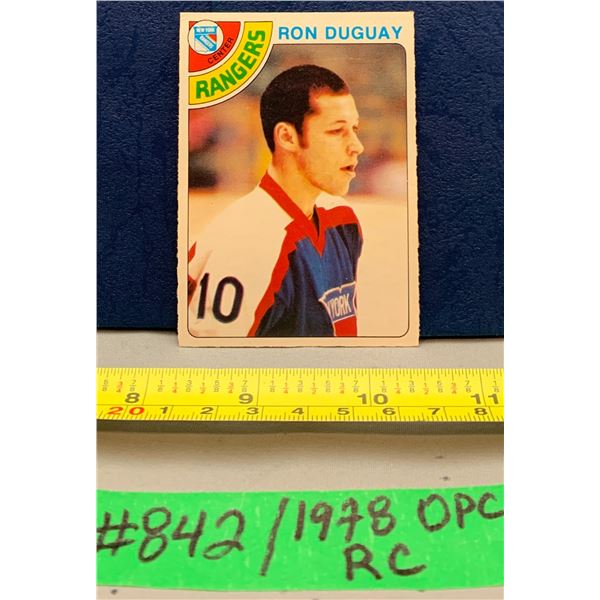 RON DUGUAY
NEW YORK
CENTER
RANGERS
10
YORK
8 9 10 11
20 1 2 3 4 5 6 7 8
#842 / 1978 OPC
RC